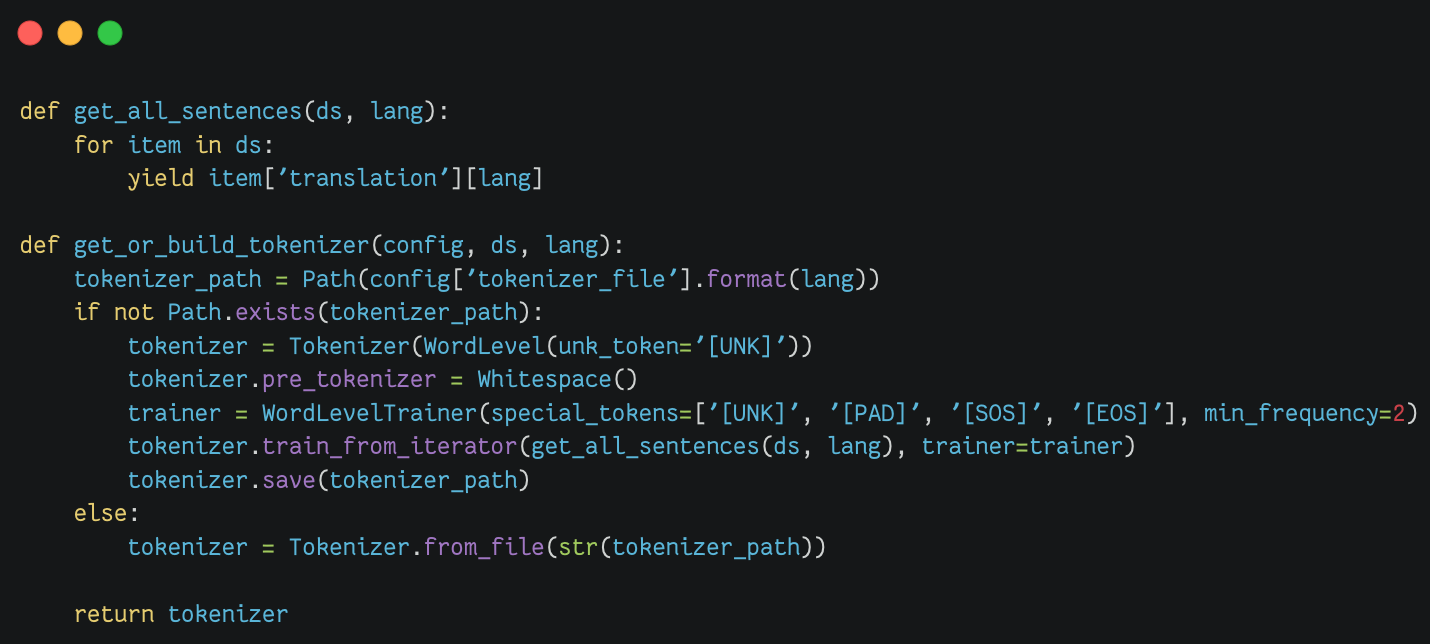 def get_all_sentences(ds, lang):
    for item in ds:
        yield item['translation'][lang]

def get_or_build_tokenizer(config, ds, lang):
    tokenizer_path = Path(config['tokenizer_file'].format(lang))
    if not Path.exists(tokenizer_path):
        tokenizer = Tokenizer(WordLevel(unk_token='[UNK]'))
        tokenizer.pre_tokenizer = Whitespace()
        trainer = WordLevelTrainer(special_tokens=['[UNK]', '[PAD]', '[SOS]', '[EOS]'], min_frequency=2)
        tokenizer.train_from_iterator(get_all_sentences(ds, lang), trainer=trainer)
        tokenizer.save(tokenizer_path)
    else:
        tokenizer = Tokenizer.from_file(str(tokenizer_path))

    return tokenizer